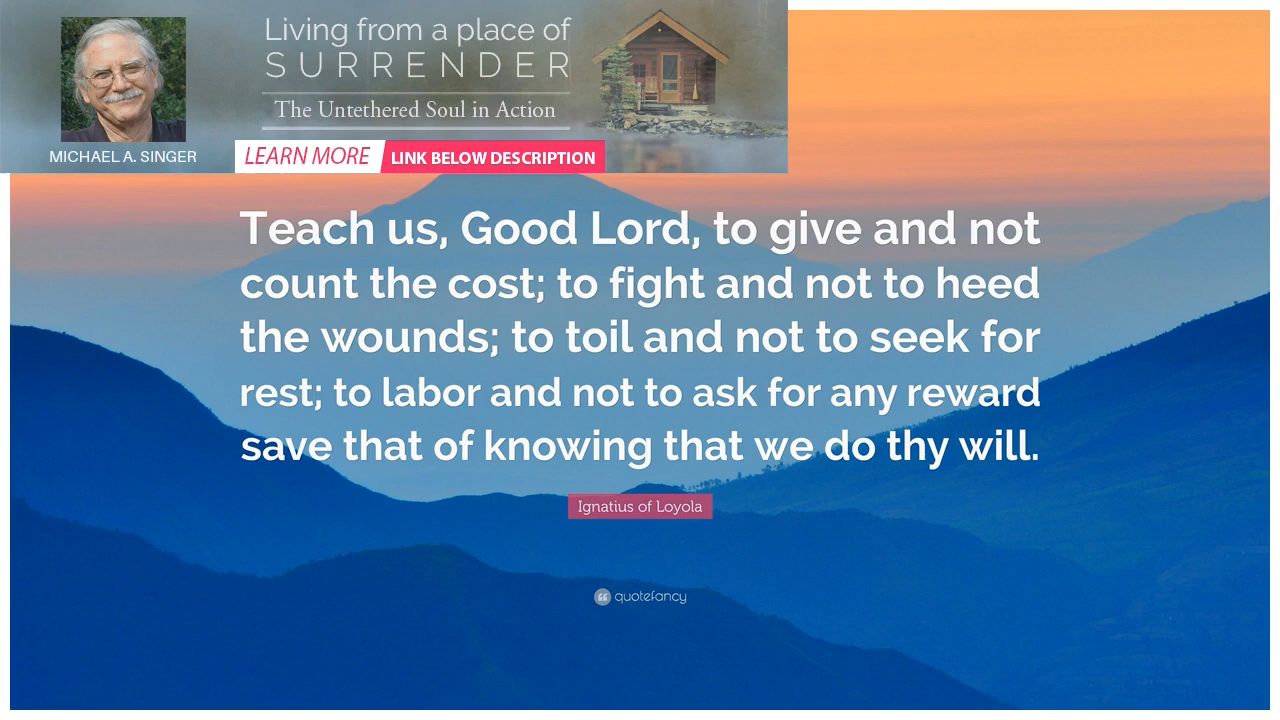 Living from a place of
SURRENDER
The Untethered Soul in Action
MICHAEL A. SINGER
LEARN MORE LINK BELOW DESCRIPTION
Teach us, Good Lord, to give and not
count the cost; to fight and not to heed
the wounds; to toil and not to seek for
rest; to labor and not to ask for any reward
save that of knowing that we do thy will.
Ignatius of Loyola
quotefancy